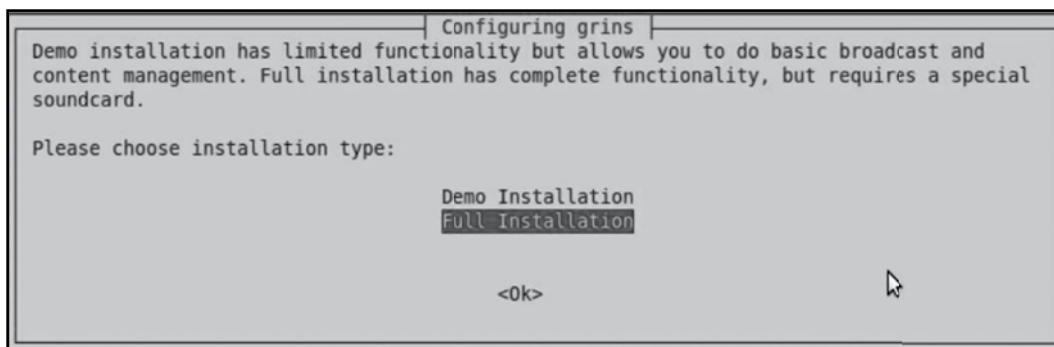 Configuring grins
Demo installation has limited functionality but allows you to do basic broadcast and
content management. Full installation has complete functionality, but requires a special
soundcard.
Please choose installation type:
Demo Installation
Full Installation
<Ok>